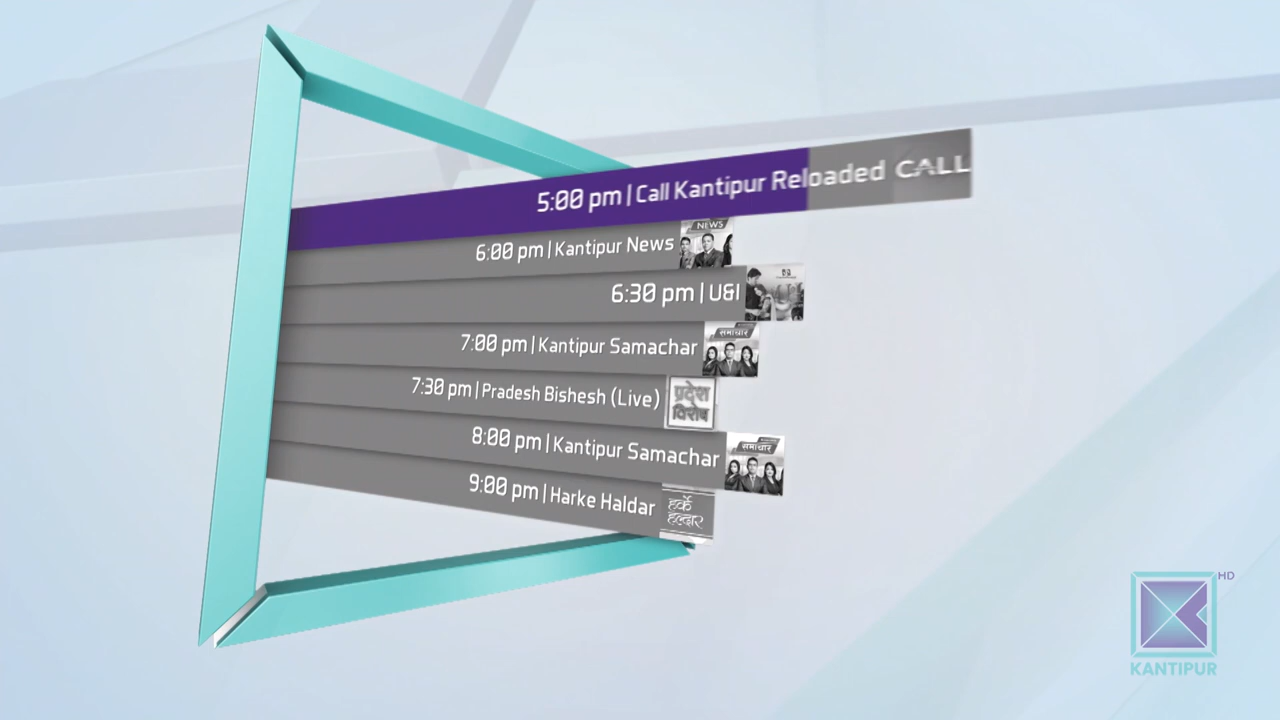 5:00 pm | Call Kantipur Reloaded CALL
6:00 pm | Kantipur News NEWS
6:30 pm | U&I
7:00 pm | Kantipur Samachar समाचार
7:30 pm | Pradesh Bishesh (Live) प्रदेश
विशेष
8:00 pm | Kantipur Samachar समाचार
9:00 pm | Harke Haldar हर्के
हल्दार
HD
KANTIPUR